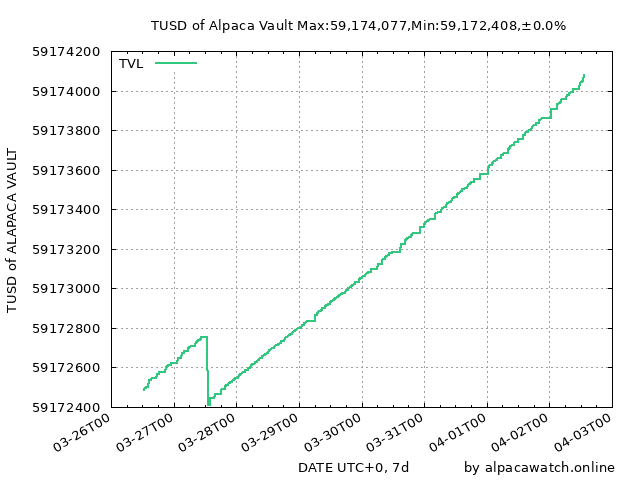 TUSD of Alpaca Vault Max:59,174,077,Min:59,172,408,±0.0%
TVL
59174200
59174000
59173800
59173600
59173400
59173200
59173000
59172800
59172600
59172400
TUSD of ALAPACA VAULT
03-26T00
03-27T00
03-28T00
03-29T00
03-30T00
03-31T00
04-01T00
04-02T00
04-03T00
DATE UTC+0, 7d
by alpacawatch.online